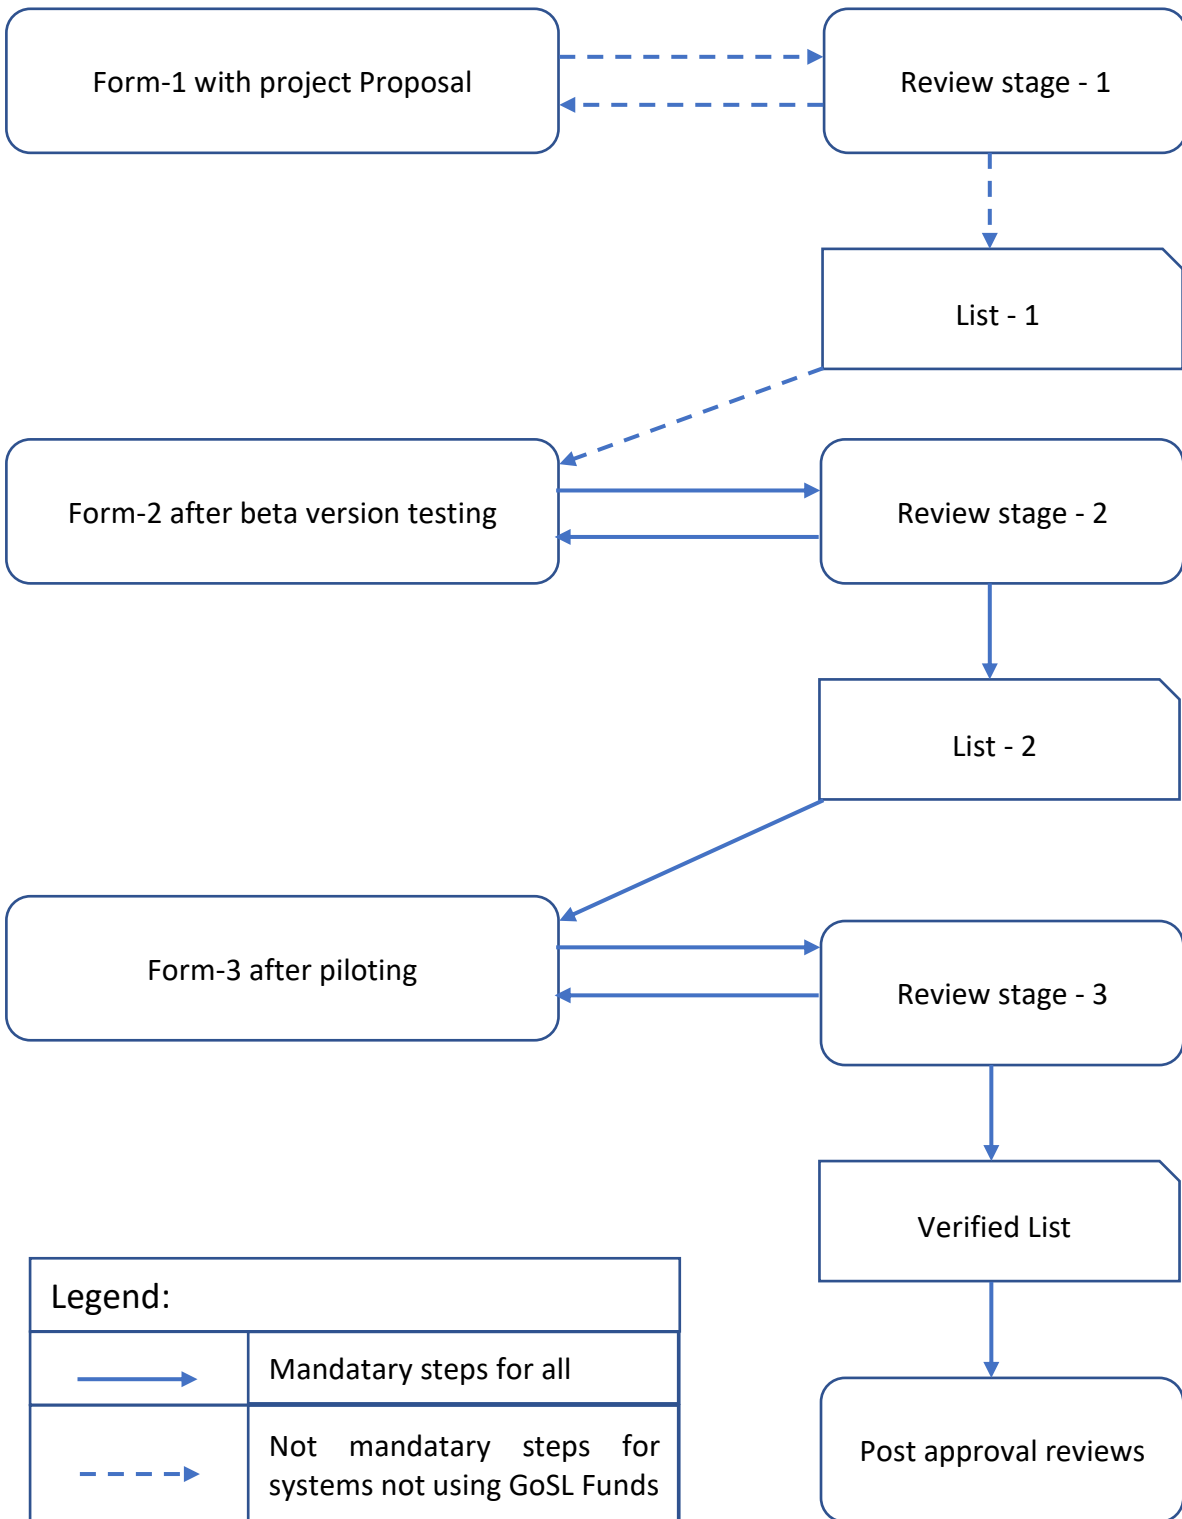 Form-1 with project Proposal
Review stage - 1
List - 1
Form-2 after beta version testing
Review stage - 2
List - 2
Form-3 after piloting
Review stage - 3
Verified List
Legend:
Mandatary steps for all
Not mandatary steps for
systems not using GoSL Funds
Post approval reviews